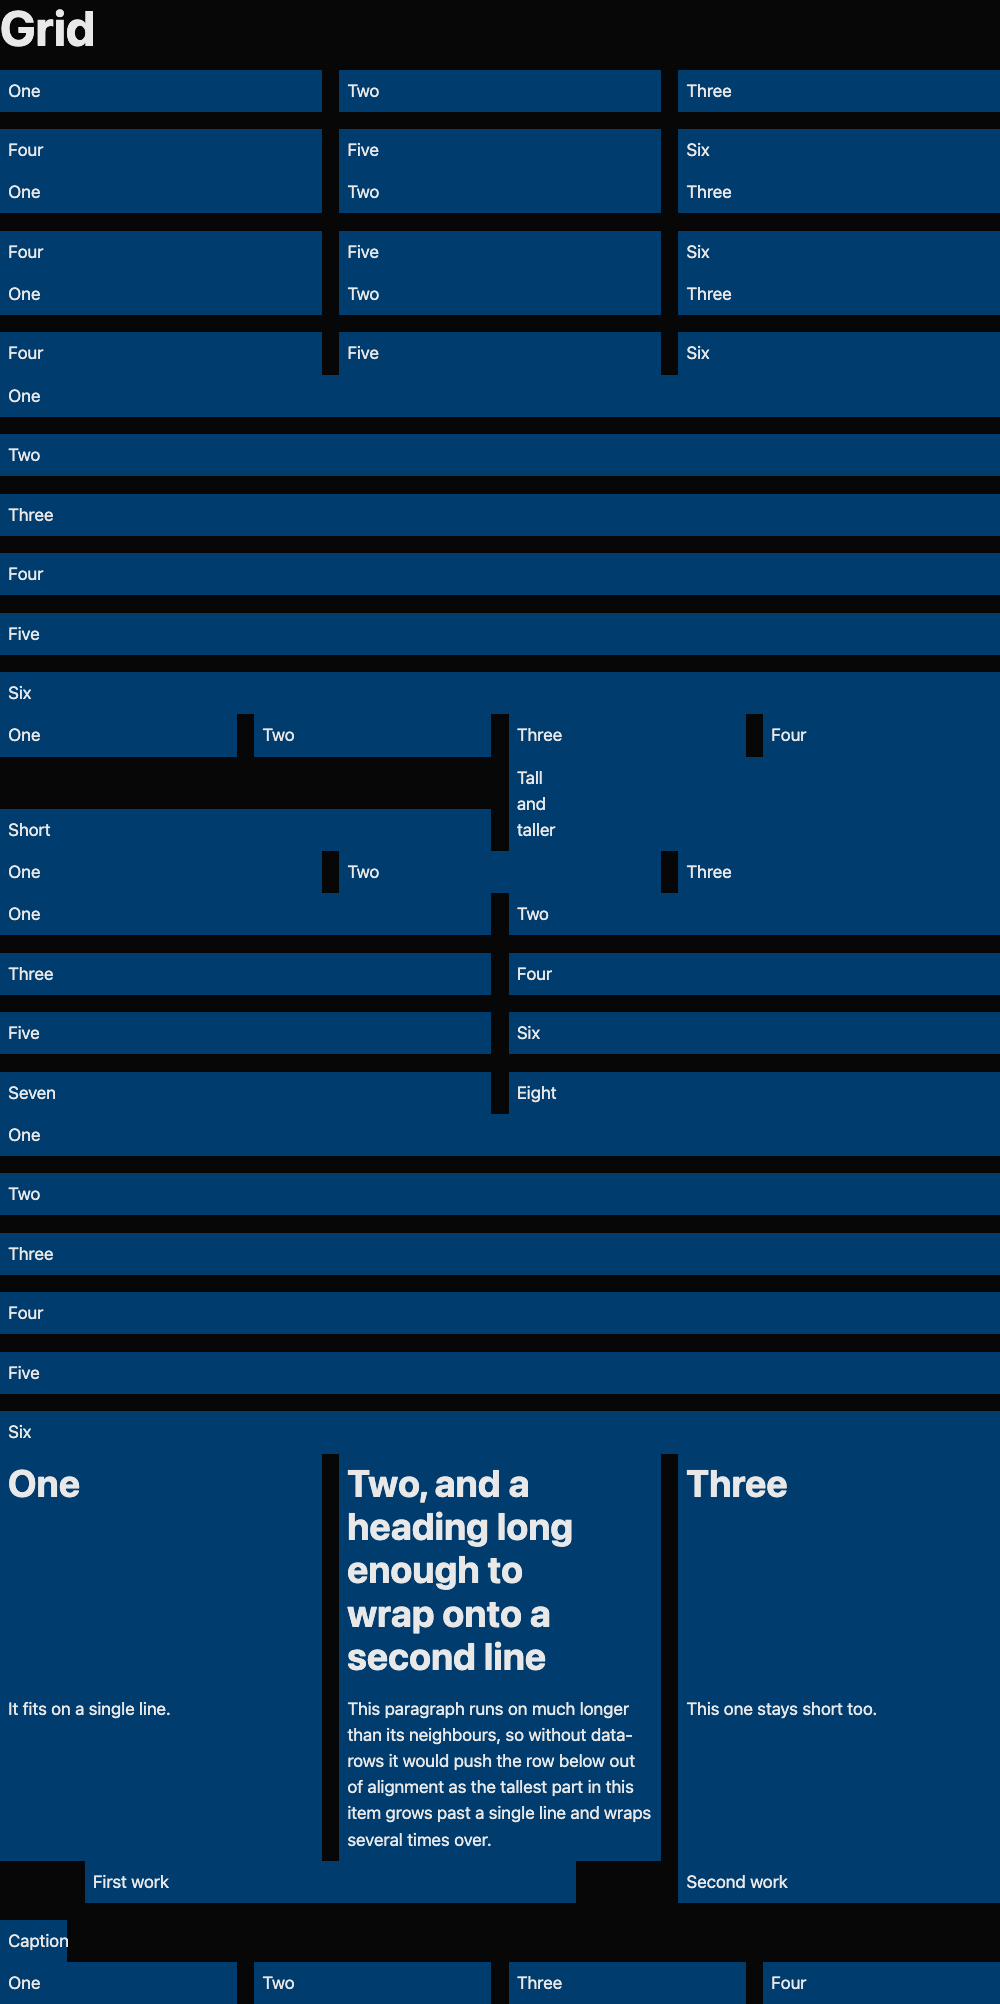 Grid
One Two Three
Four Five Six
One Two Three
Four Five Six
One Two Three
Four Five Six
One
Two
Three
Four
Five
Six
One Two Three Four
Tall
and
Short taller
One Two Three
One Two
Three Four
Five Six
Seven Eight
One
Two
Three
Four
Five
Six
One
Two, and a
heading long
enough to
wrap onto a
second line
Three
It fits on a single line.
This paragraph runs on much longer
than its neighbours, so without data-
rows it would push the row below out
of alignment as the tallest part in this
item grows past a single line and wraps
several times over.
This one stays short too.
First work Second work
Caption
One Two Three Four